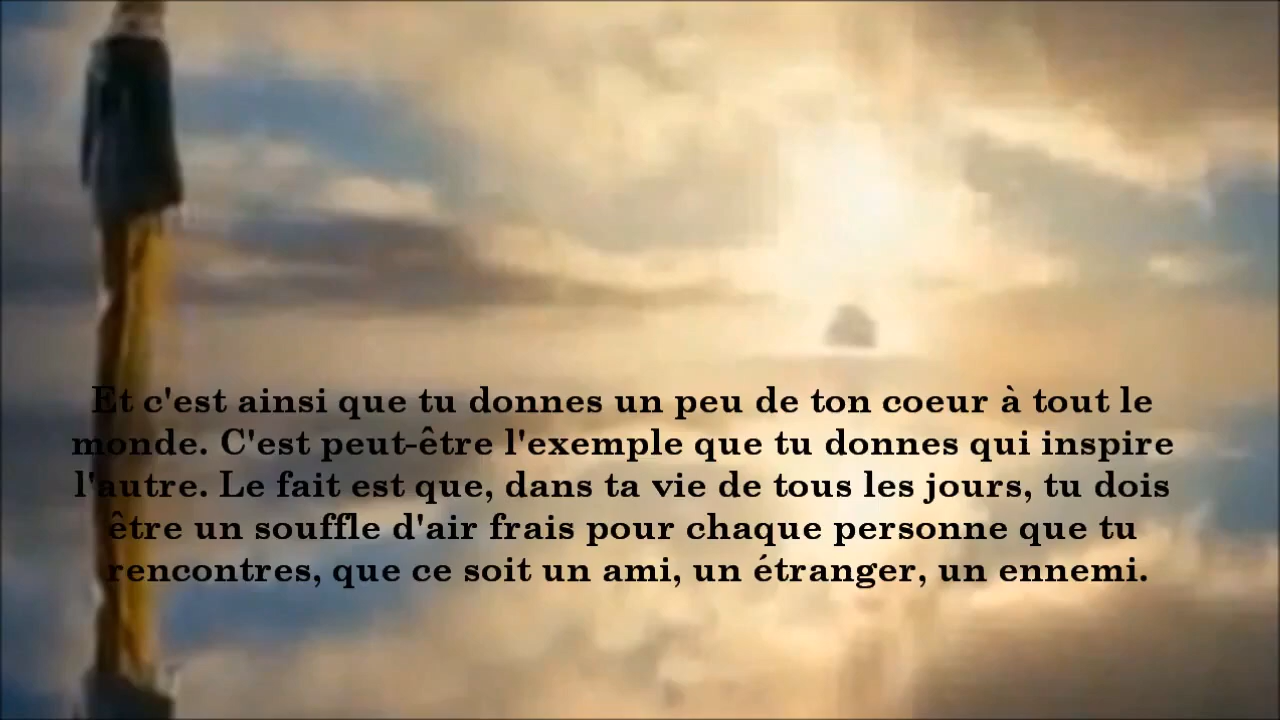 Et c'est ainsi que tu donnes un peu de ton coeur à tout le
monde. C'est peut-être l'exemple que tu donnes qui inspire
l'autre. Le fait est que, dans ta vie de tous les jours, tu dois
être un souffle d'air frais pour chaque personne que tu
rencontres, que ce soit un ami, un étranger, un ennemi.